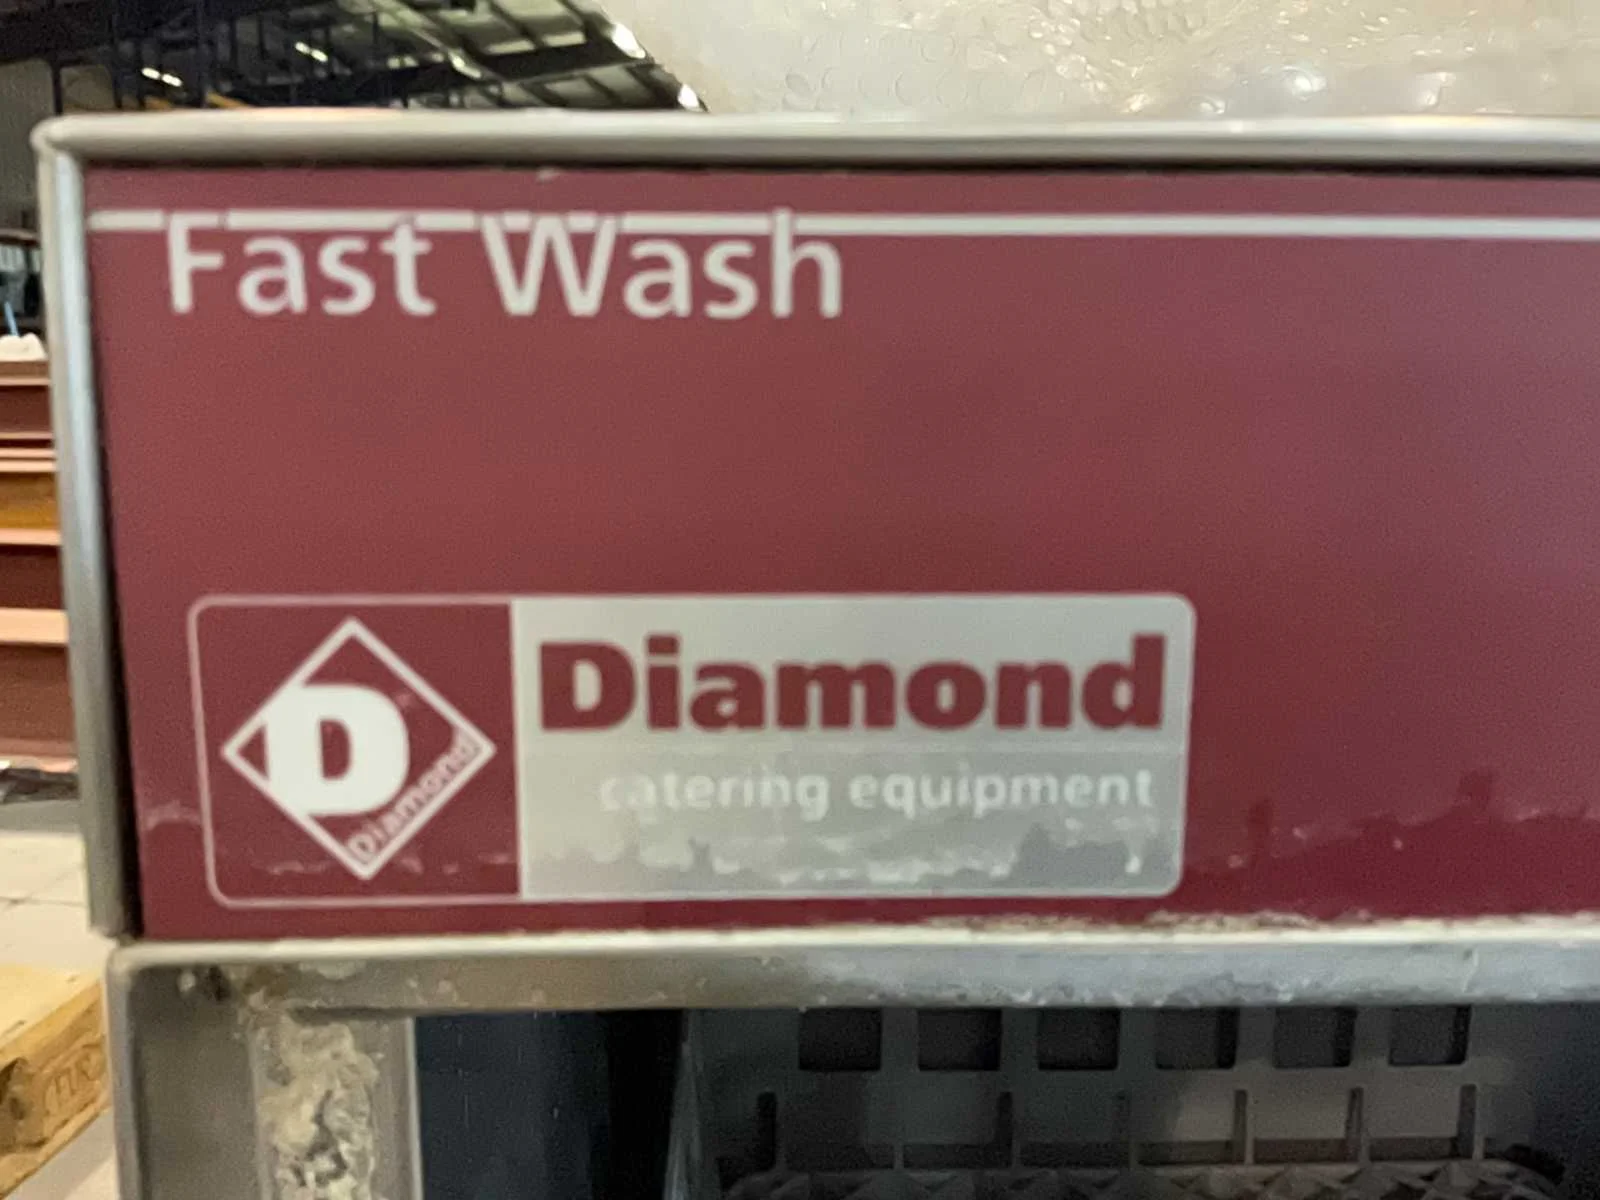 Fast Wash
D
Diamond
Diamond
catering equipment